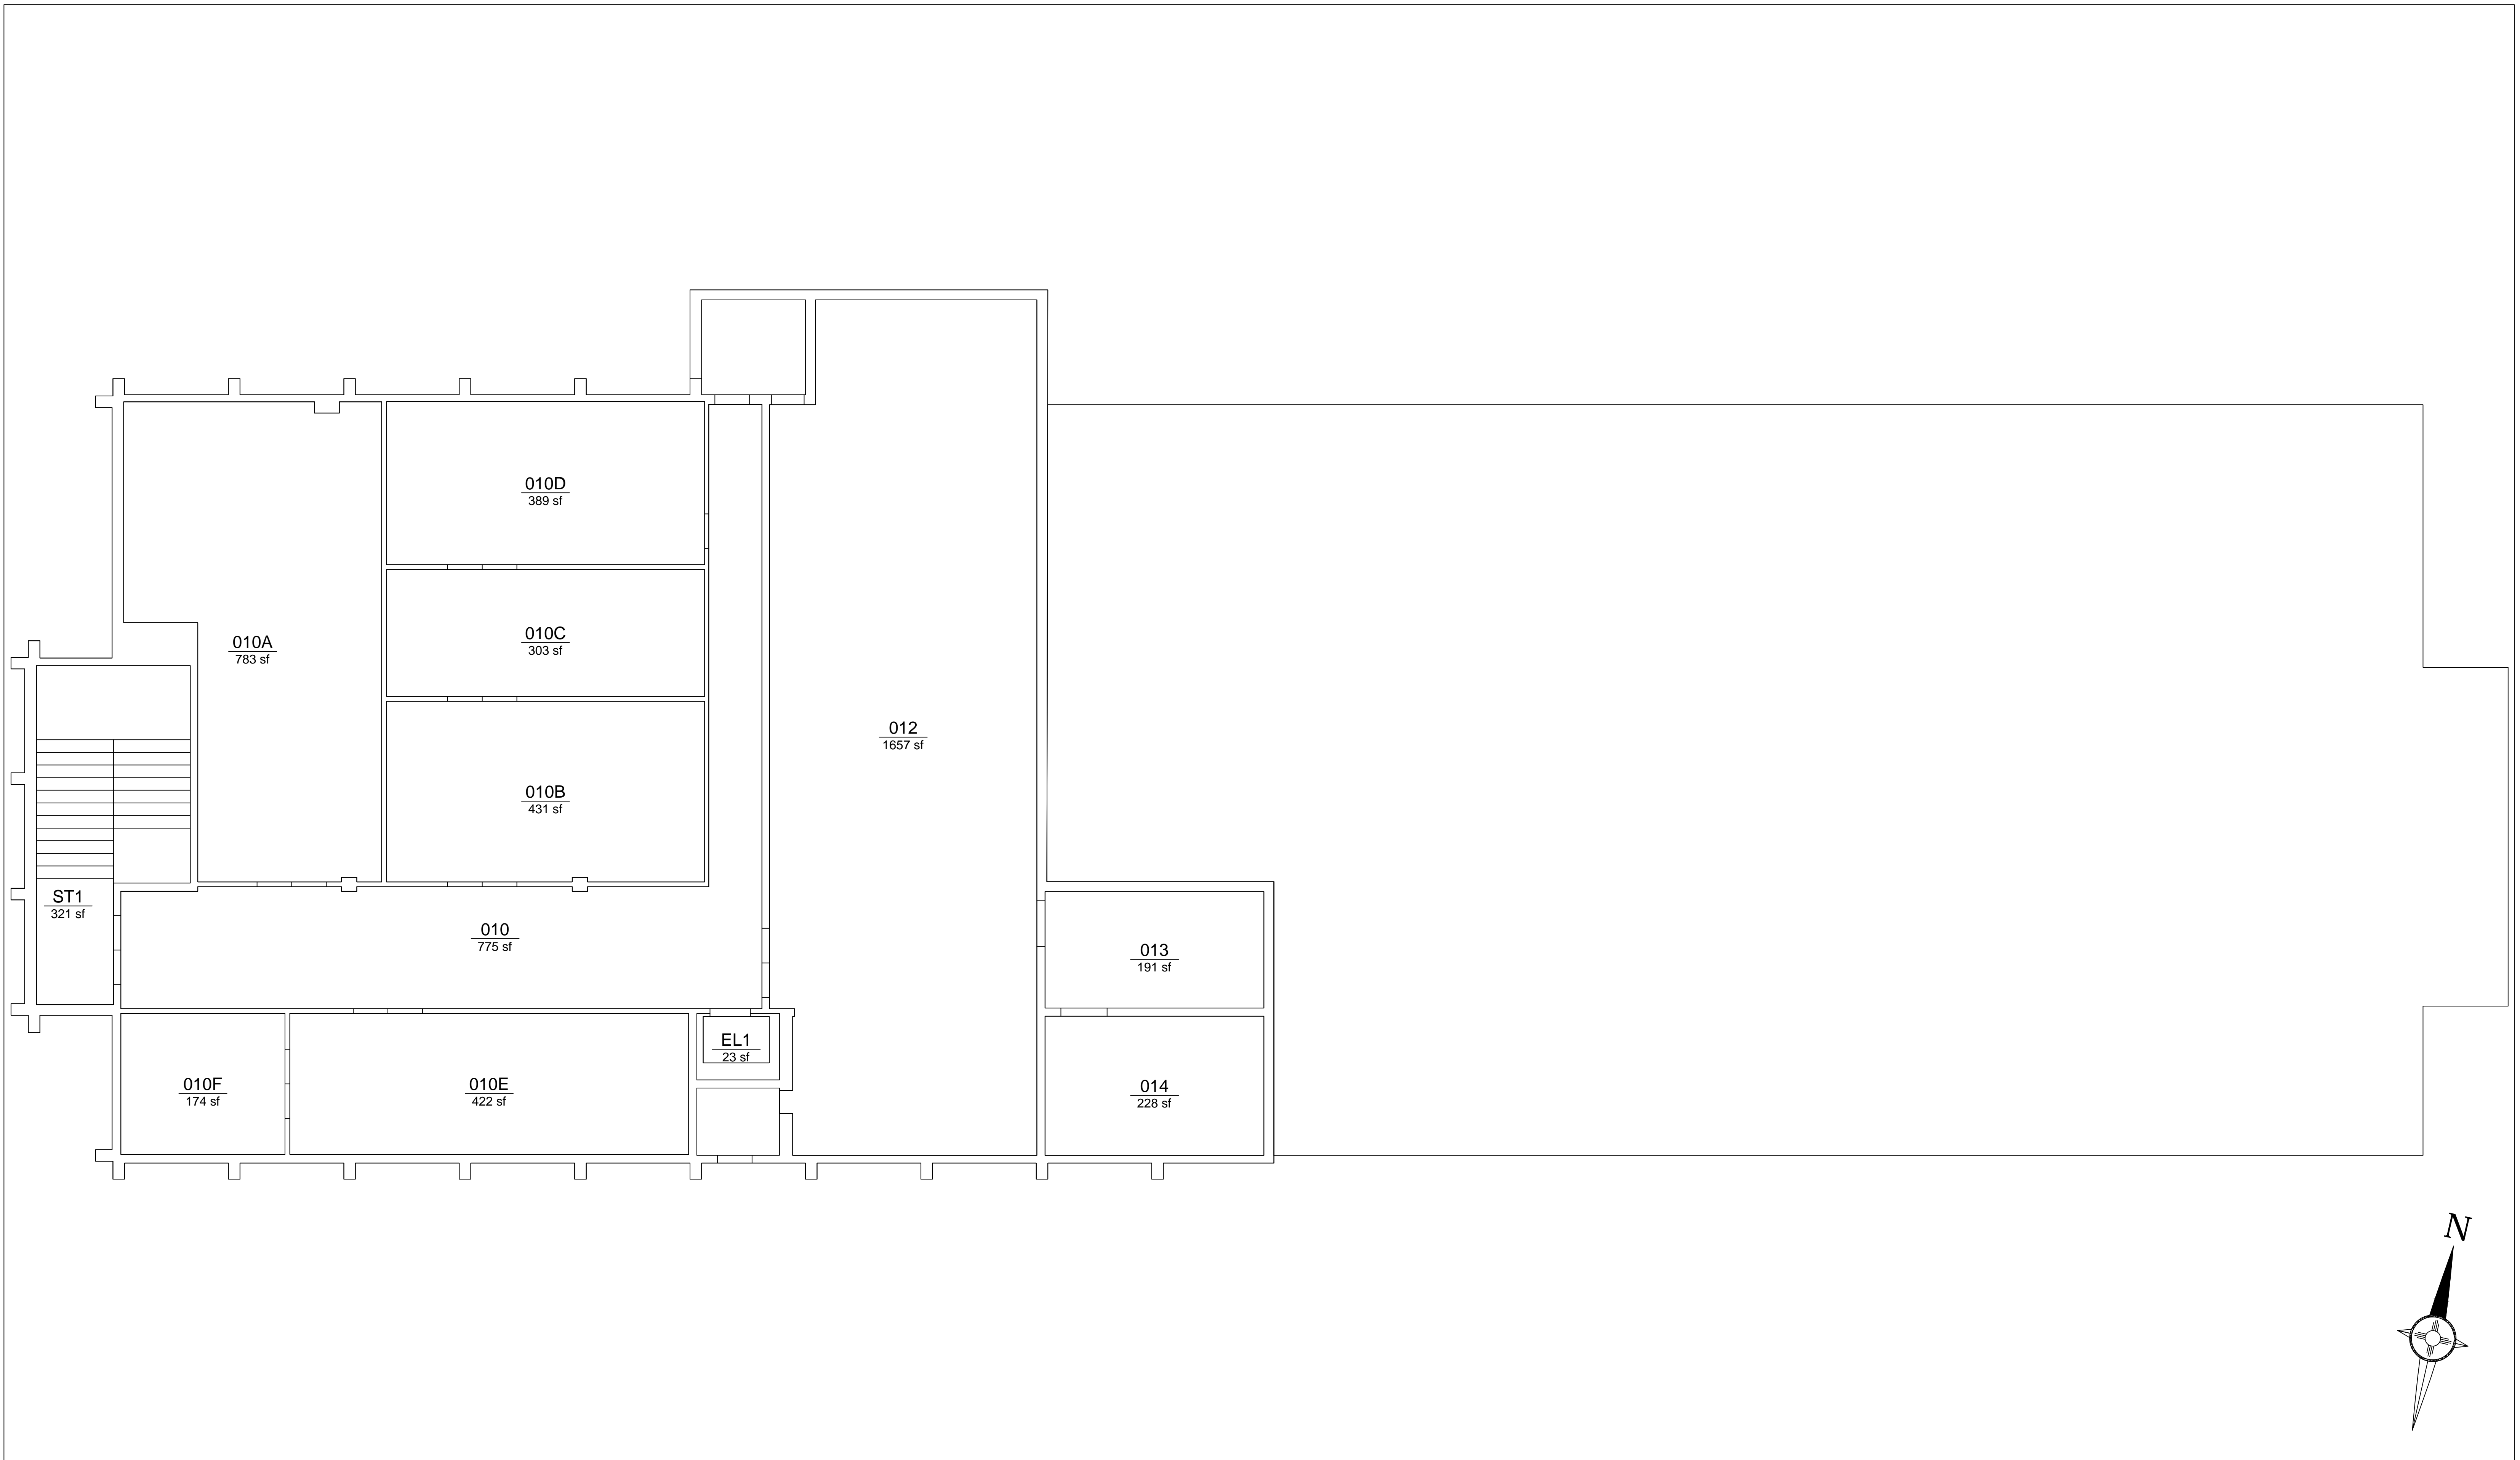 010D
389 sf
010A
783 sf
010C
303 sf
012
1657 sf
010B
431 sf
ST1
321 sf
010
775 sf
013
191 sf
EL1
23 sf
010F
174 sf
010E
422 sf
014
228 sf
N